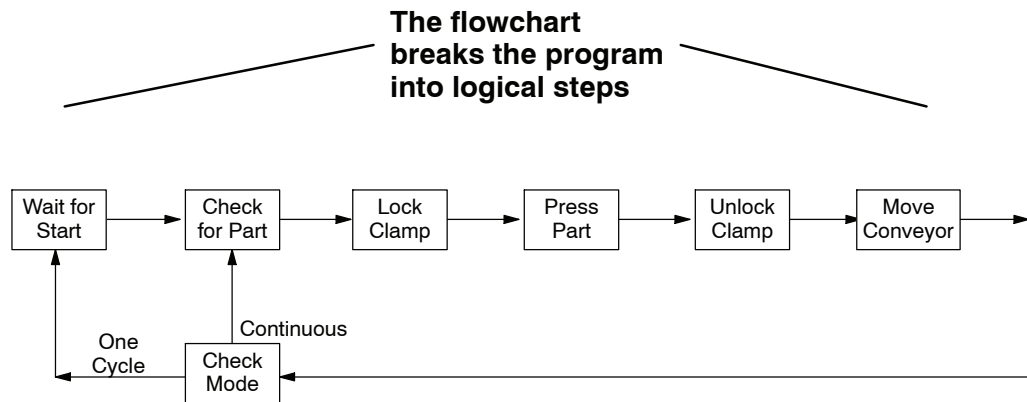 The flowchart
breaks the program
into logical steps
Wait for
Start
Check
for Part
Lock
Clamp
Press
Part
Unlock
Clamp
Move
Conveyor
One
Cycle
Continuous
Check
Mode